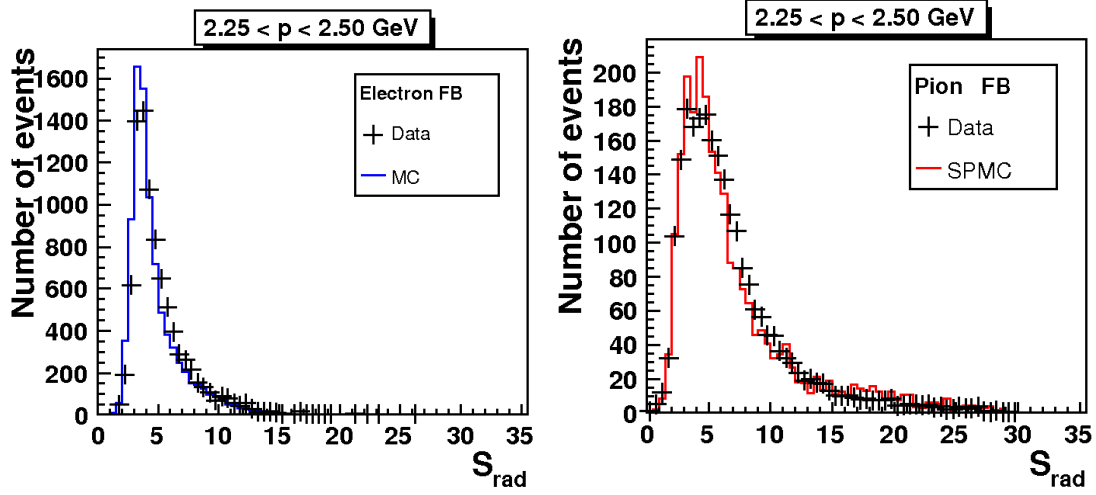 2.25 < p < 2.50 GeV
Number of events
1600
1400
1200
1000
800
600
400
200
0
Electron FB
Data
MC
0 5 10 15 20 25 30 35
S_rad
2.25 < p < 2.50 GeV
Number of events
200
180
160
140
120
100
80
60
40
20
0
Pion FB
Data
SPMC
0 5 10 15 20 25 30 35
S_rad